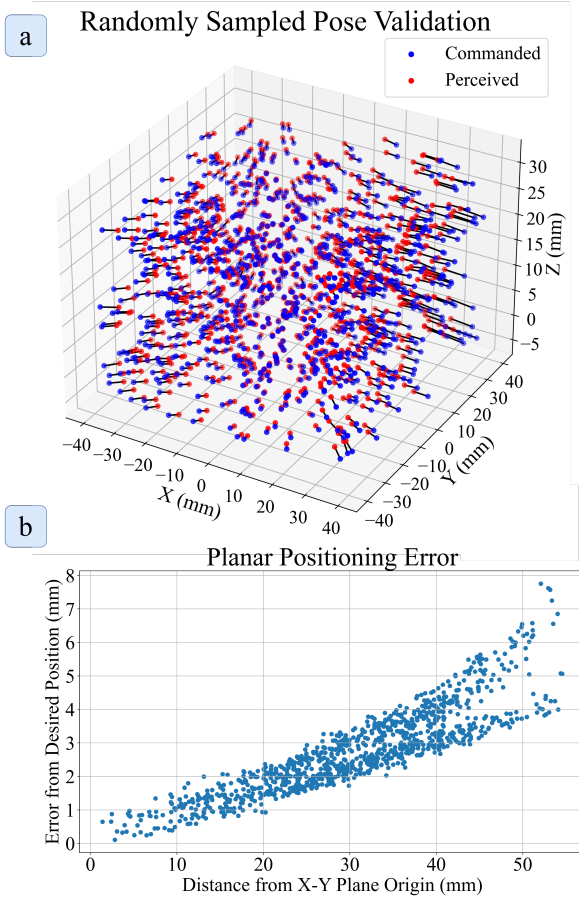 a
Randomly Sampled Pose Validation
Commanded
Perceived
30
25
20
15
10
5
0
−5
Z (mm)
40
30
20
10
0
−10
−20
−30
−40
Y (mm)
−40
−30
−20
−10
0
10
20
30
40
X (mm)
b
Planar Positioning Error
8
7
6
5
4
3
2
1
0
Error from Desired Position (mm)
0 10 20 30 40 50
Distance from X-Y Plane Origin (mm)